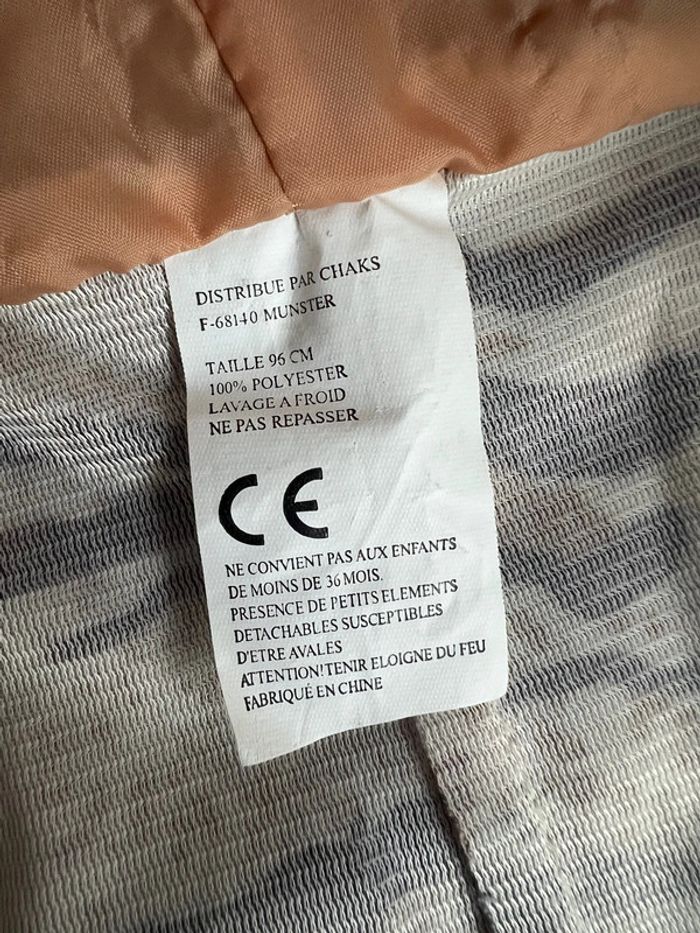 DISTRIBUE PAR CHAKS
F-68140 MUNSTER
TAILLE 96 CM
100% POLYESTER
LAVAGE A FROID
NE PAS REPASSER
CE
NE CONVIENT PAS AUX ENFANTS
DE MOINS DE 36 MOIS.
PRESENCE DE PETITS ELEMENTS
DETACHABLES SUSCEPTIBLES
D'ETRE AVALES
ATTENTION!TENIR ELOIGNE DU FEU
FABRIQUÉ EN CHINE